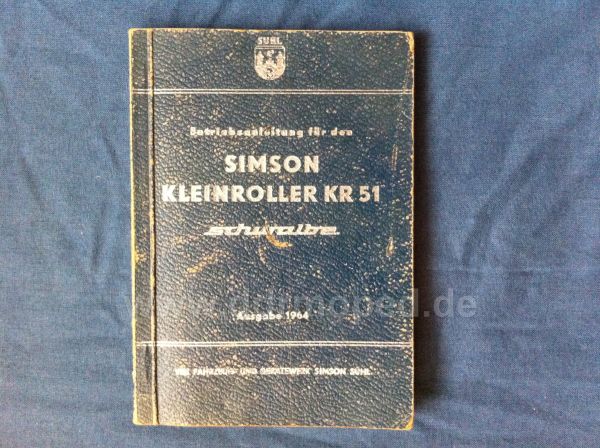 SUHL
Betriebsanleitung für den
SIMSON
KLEINROLLER KR 51
schwalbe
www.ddrmoped.de
Ausgabe 1964
VEB FAHRZEUG- UND GERÄTEWERK SIMSON SUHL